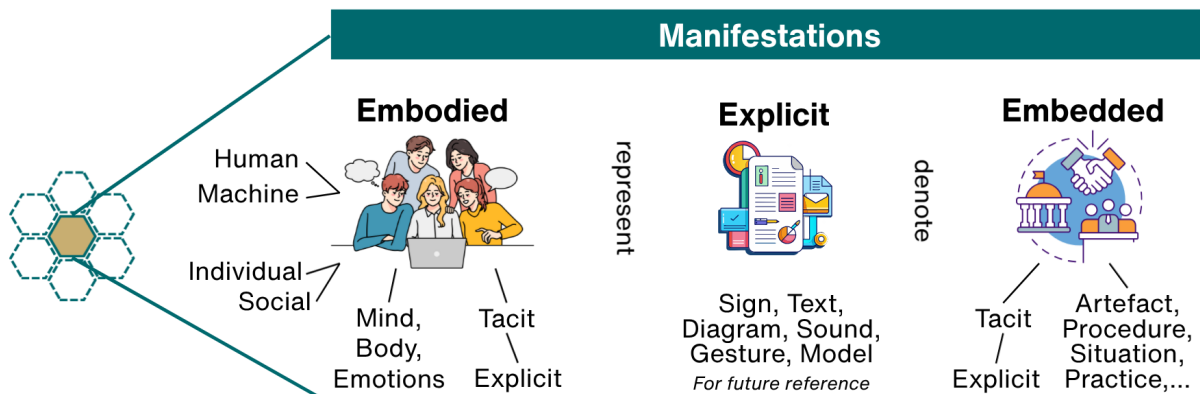 Manifestations
Embodied
Human
Machine
Individual
Social
Mind,
Body,
Emotions
Tacit
Explicit
represent
Explicit
Sign, Text,
Diagram, Sound,
Gesture, Model
For future reference
denote
Embedded
Tacit
Explicit
Artefact,
Procedure,
Situation,
Practice,...